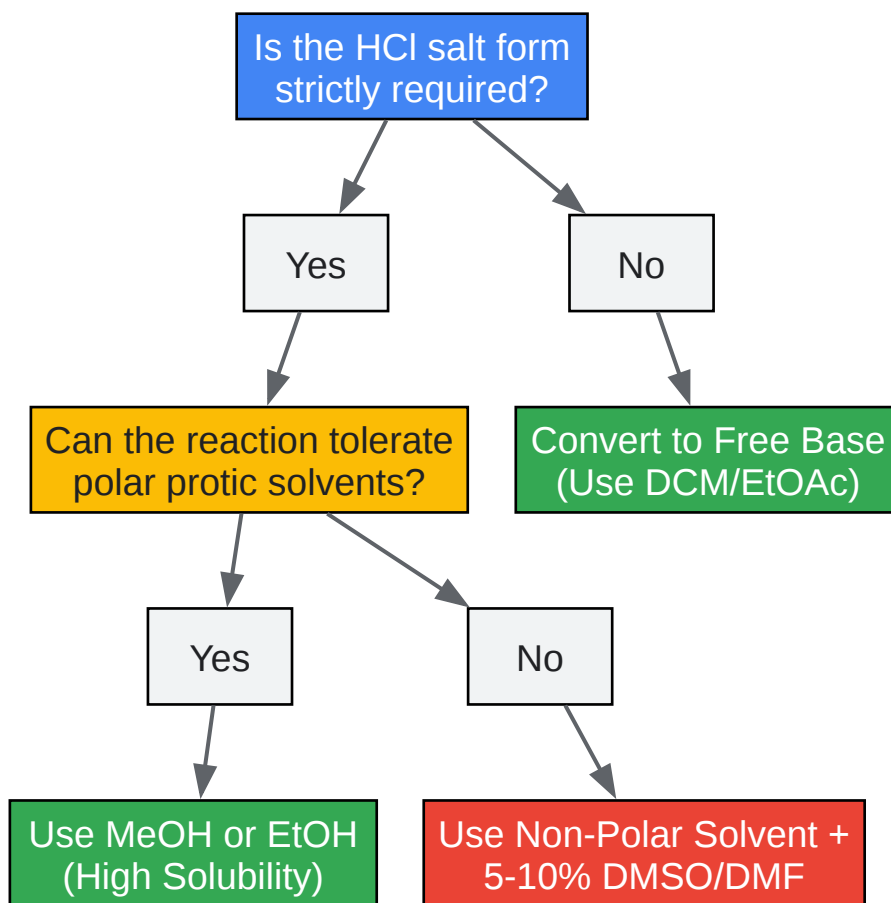 Is the HCl salt form
strictly required?
Yes
No
Can the reaction tolerate
polar protic solvents?
Convert to Free Base
(Use DCM/EtOAc)
Yes
No
Use MeOH or EtOH
(High Solubility)
Use Non-Polar Solvent +
5-10% DMSO/DMF